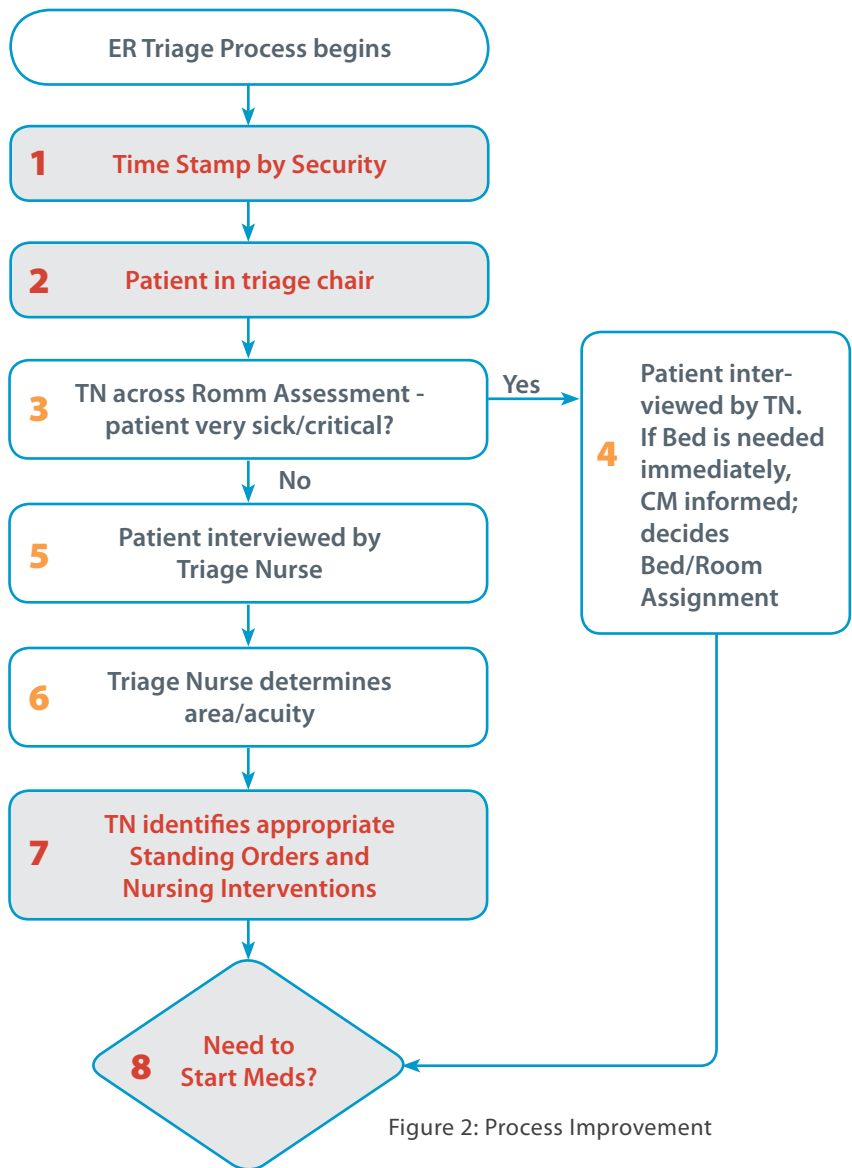 ER Triage Process begins
1 Time Stamp by Security
2 Patient in triage chair
3 TN across Romm Assessment -
patient very sick/critical?
Yes
No
4 Patient inter-
viewed by TN.
If Bed is needed
immediately,
CM informed;
decides
Bed/Room
Assignment
5 Patient interviewed by
Triage Nurse
6 Triage Nurse determines
area/acuity
7 TN identifies appropriate
Standing Orders and
Nursing Interventions
8 Need to
Start Meds?
Figure 2: Process Improvement